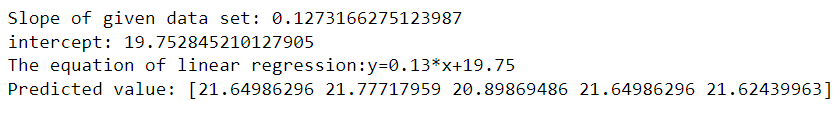 Slope of given data set: 0.1273166275123987
intercept: 19.752845210127905
The equation of linear regression:y=0.13*x+19.75
Predicted value: [21.64986296 21.77717959 20.89869486 21.64986296 21.62439963]